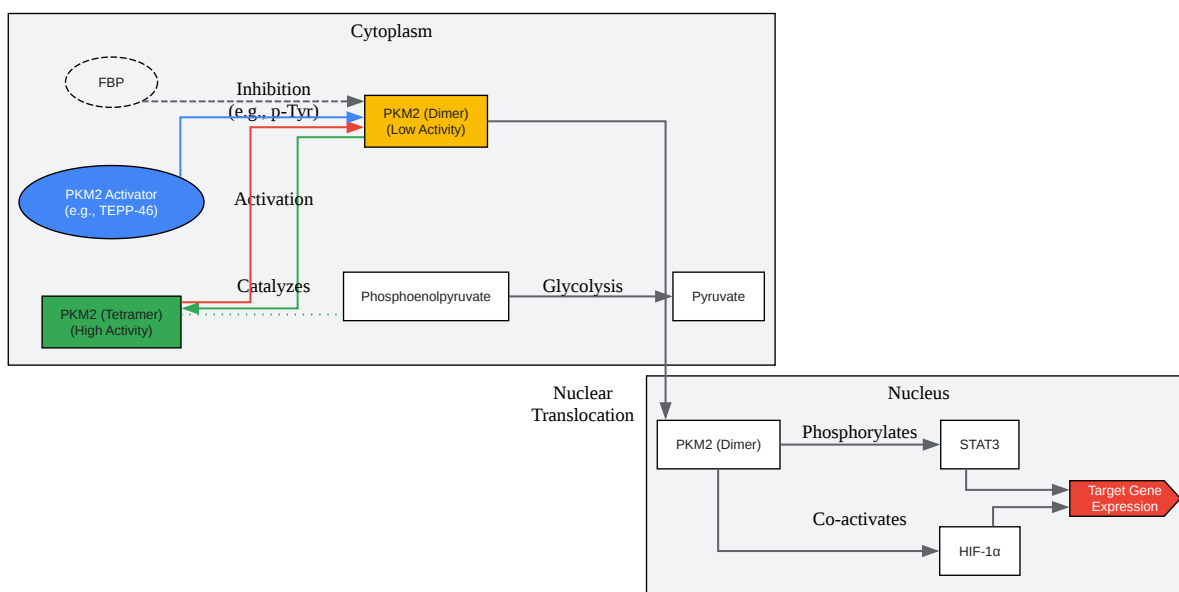 Cytoplasm
FBP
Inhibition
(e.g., p-Tyr)
PKM2 (Dimer)
(Low Activity)
PKM2 Activator
(e.g., TEPP-46)
Activation
Catalyzes
PKM2 (Tetramer)
(High Activity)
Phosphoenolpyruvate
Glycolysis
Pyruvate
Nuclear
Translocation
Nucleus
PKM2 (Dimer)
Phosphorylates
STAT3
Target Gene
Expression
Co-activates
HIF-1α